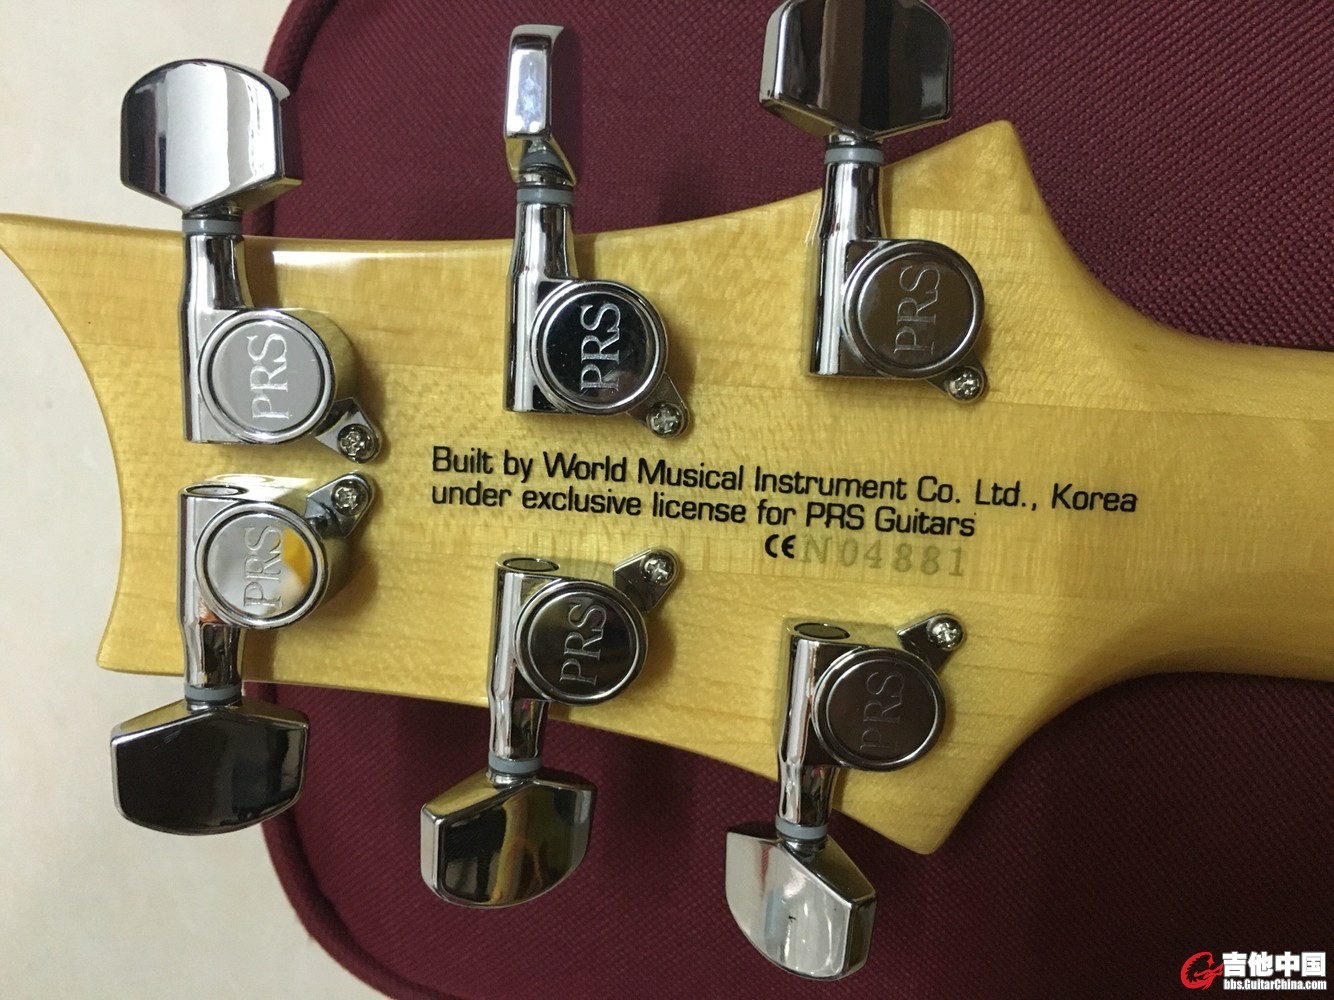 PRS
PRS
PRS
Built by World Musical Instrument Co. Ltd., Korea
under exclusive license for PRS Guitars
CE N04881
PRS
PRS
PRS
吉他中国
bbs.GuitarChina.com